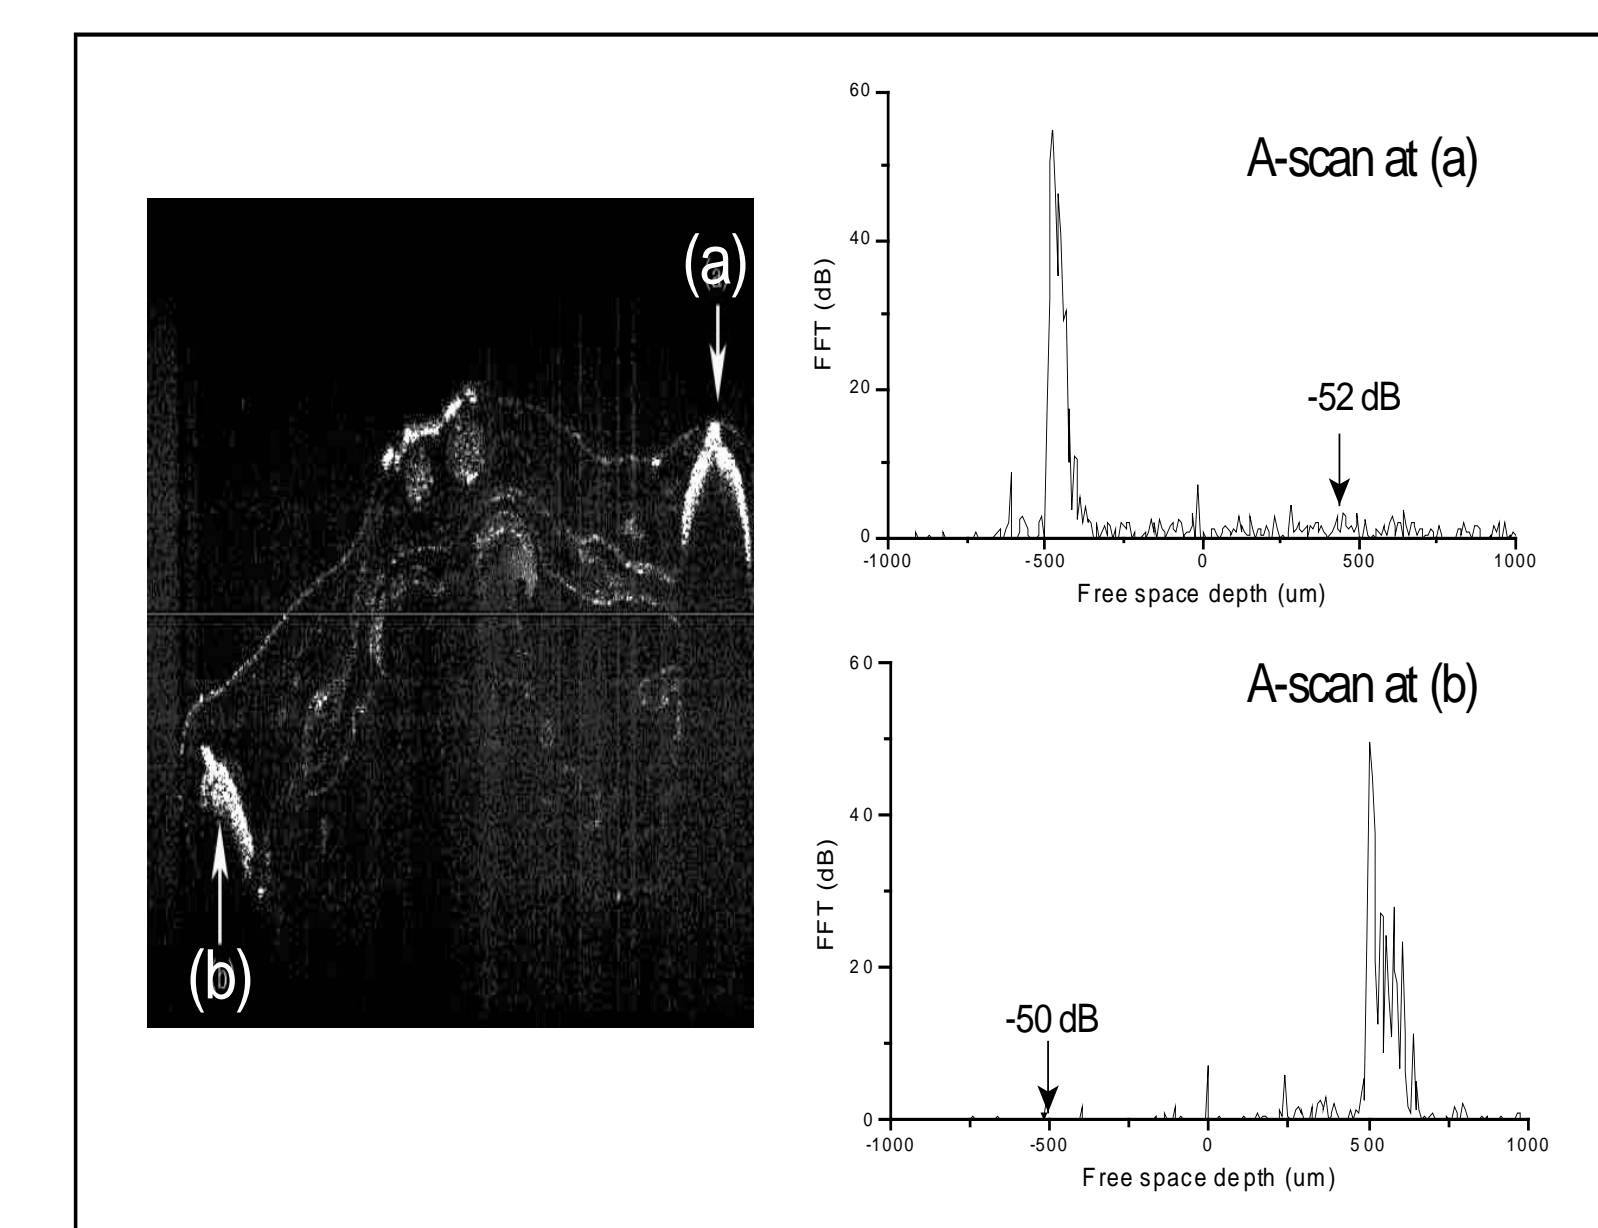 (a)
(b)
A-scan at (a)
60
40
20
0
FFT (dB)
-52 dB
-1000 -500 0 500 1000
Free space depth (um)
A-scan at (b)
60
40
20
0
FFT (dB)
-50 dB
-1000 -500 0 500 1000
Free space depth (um)